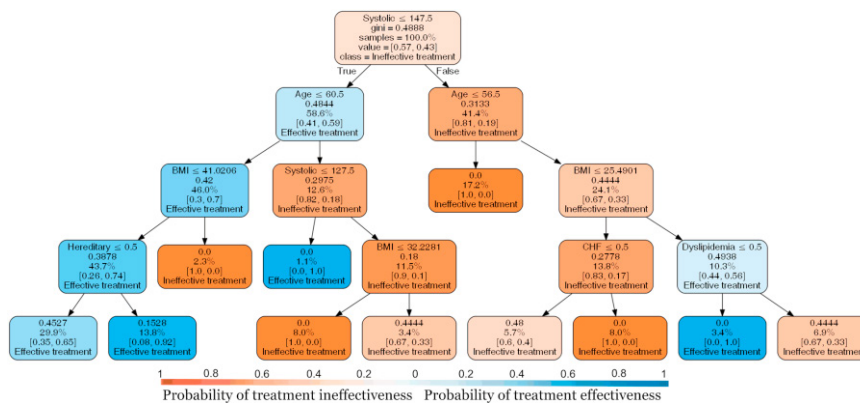 Systolic ≤ 147.5
gini = 0.4888
samples = 100.0%
value = [0.57, 0.43]
class = Ineffective treatment
True
False
Age ≤ 60.5
0.4844
58.6%
[0.41, 0.59]
Effective treatment
Age ≤ 56.5
0.3133
41.4%
[0.81, 0.19]
Ineffective treatment
BMI ≤ 41.0206
0.42
46.0%
[0.3, 0.7]
Effective treatment
Systolic ≤ 127.5
0.2975
12.6%
[0.82, 0.18]
Ineffective treatment
0.0
17.2%
[1.0, 0.0]
Ineffective treatment
BMI ≤ 25.4901
0.4444
24.1%
[0.67, 0.33]
Ineffective treatment
Hereditary ≤ 0.5
0.3878
43.7%
[0.26, 0.74]
Effective treatment
0.0
2.3%
[1.0, 0.0]
Ineffective treatment
0.0
1.1%
[0.0, 1.0]
Effective treatment
BMI ≤ 32.2281
0.18
11.5%
[0.9, 0.1]
Ineffective treatment
CHF ≤ 0.5
0.2778
13.8%
[0.83, 0.17]
Ineffective treatment
Dyslipidemia ≤ 0.5
0.4938
10.3%
[0.44, 0.56]
Effective treatment
0.4527
29.9%
[0.35, 0.65]
Effective treatment
0.1528
13.8%
[0.08, 0.92]
Effective treatment
0.0
8.0%
[1.0, 0.0]
Ineffective treatment
0.4444
3.4%
[0.67, 0.33]
Ineffective treatment
0.48
5.7%
[0.6, 0.4]
Ineffective treatment
0.0
8.0%
[1.0, 0.0]
Ineffective treatment
0.0
3.4%
[0.0, 1.0]
Effective treatment
0.4444
6.9%
[0.67, 0.33]
Ineffective treatment
1 0.8 0.6 0.4 0.2 0 0.2 0.4 0.6 0.8 1
Probability of treatment ineffectiveness Probability of treatment effectiveness